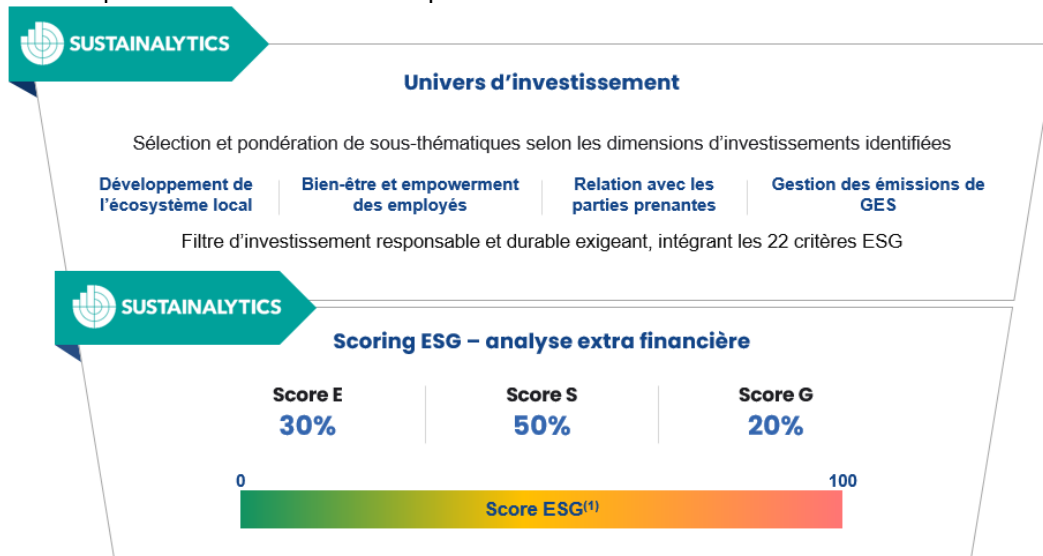 SUSTAINALYTICS
Univers d’investissement
Sélection et pondération de sous-thématiques selon les dimensions d’investissements identifiées
Développement de l’écosystème local
Bien-être et empowerment des employés
Relation avec les parties prenantes
Gestion des émissions de GES
Filtre d’investissement responsable et durable exigeant, intégrant les 22 critères ESG
SUSTAINALYTICS
Scoring ESG – analyse extra financière
Score E
30%
Score S
50%
Score G
20%
0
100
Score ESG(1)